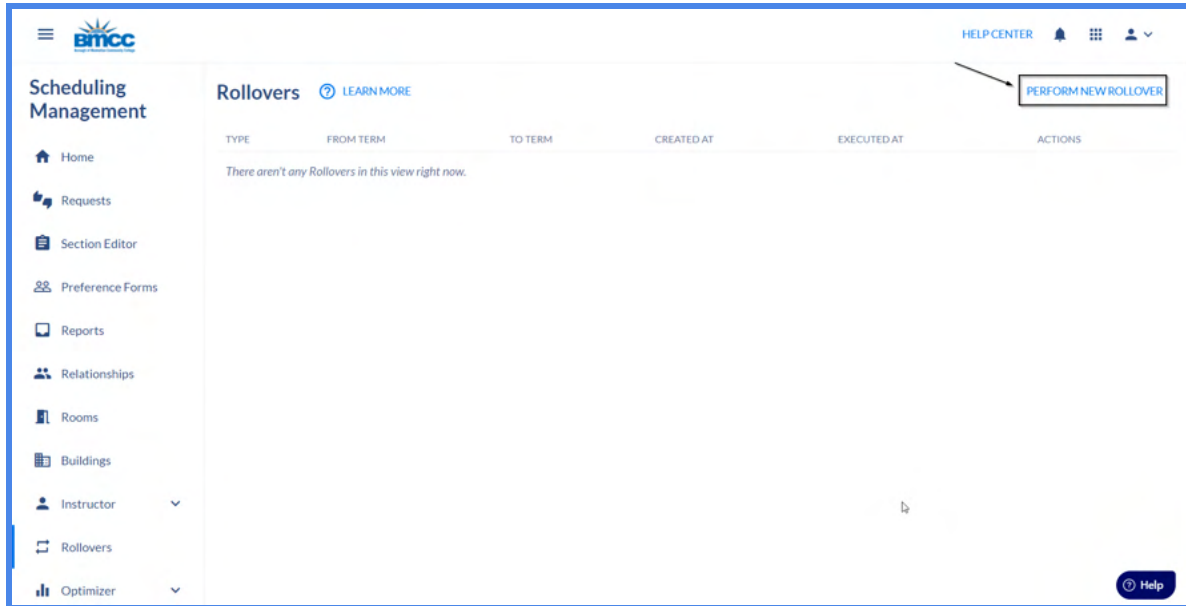 BMCC
HELP CENTER
Scheduling
Management
Rollovers
LEARN MORE
PERFORM NEW ROLLOVER
TYPE FROM TERM TO TERM CREATED AT EXECUTED AT ACTIONS
There aren't any Rollovers in this view right now.
Home
Requests
Section Editor
Preference Forms
Reports
Relationships
Rooms
Buildings
Instructor
Rollovers
Optimizer
Help